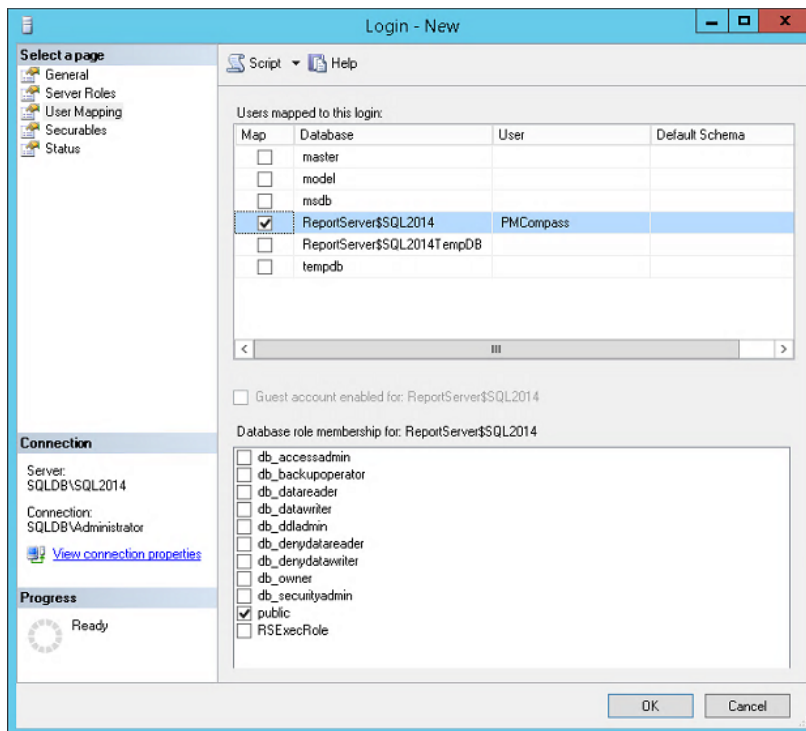 Login - New
Select a page
General
Server Roles
User Mapping
Securables
Status
Script Help
Users mapped to this login:
Map Database User Default Schema
master
model
msdb
ReportServer$SQL2014 PMCompass
ReportServer$SQL2014TempDB
tempdb
Guest account enabled for: ReportServer$SQL2014
Database role membership for: ReportServer$SQL2014
db_accessadmin
db_backupoperator
db_datareader
db_datawriter
db_ddladmin
db_denydatareader
db_denydatawriter
db_owner
db_securityadmin
public
RSExecRole
Connection
Server:
SQLDB\SQL2014
Connection:
SQLDB\Administrator
View connection properties
Progress
Ready
OK Cancel